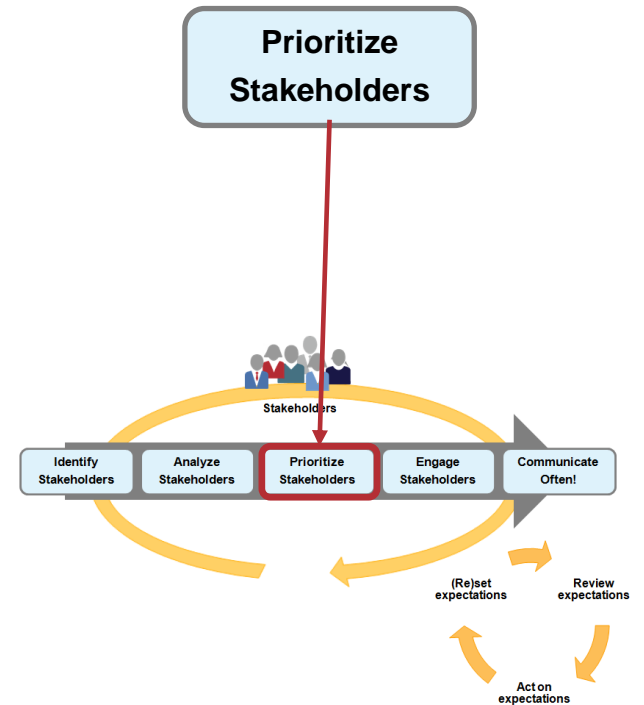 Prioritize
Stakeholders
Stakeholders
Identify
Stakeholders
Analyze
Stakeholders
Prioritize
Stakeholders
Engage
Stakeholders
Communicate
Often!
(Re)set
expectations
Review
expectations
Act on
expectations